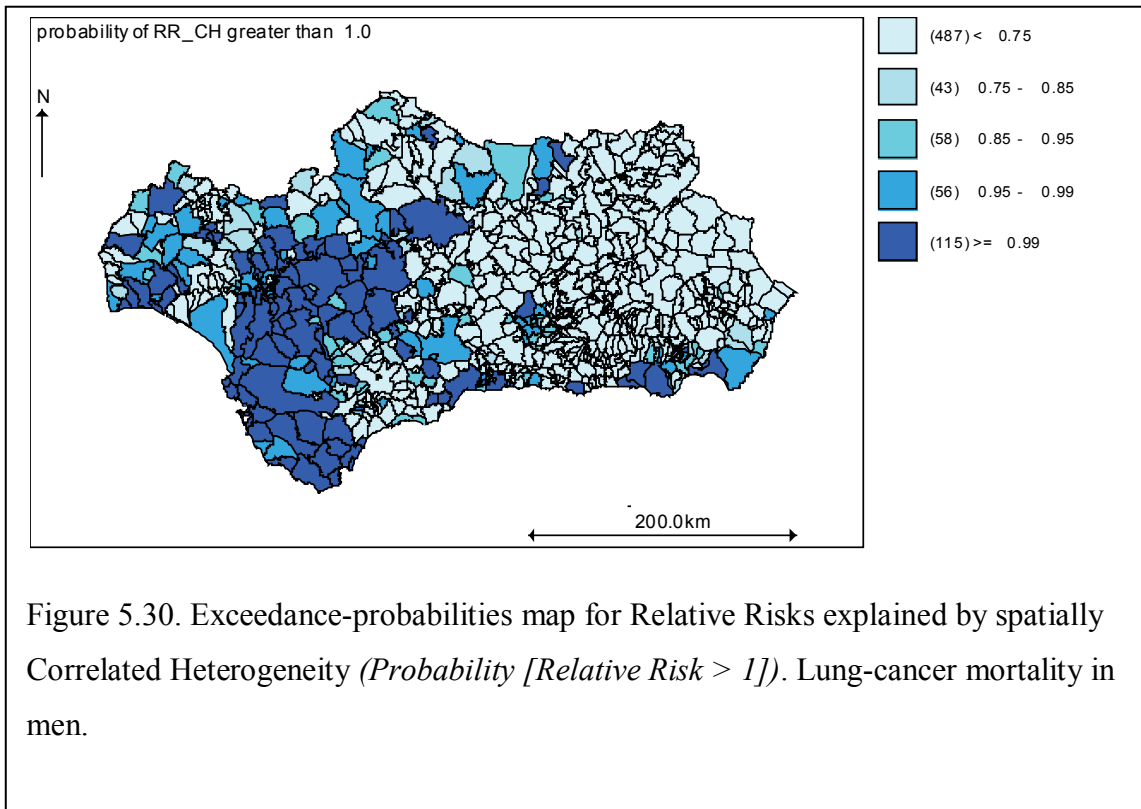 probability of RR_CH greater than 1.0
N
200.0km
(487) < 0.75
(43) 0.75 - 0.85
(58) 0.85 - 0.95
(56) 0.95 - 0.99
(115) >= 0.99
Figure 5.30. Exceedance-probabilities map for Relative Risks explained by spatially
Correlated Heterogeneity (Probability [Relative Risk > 1]). Lung-cancer mortality in
men.